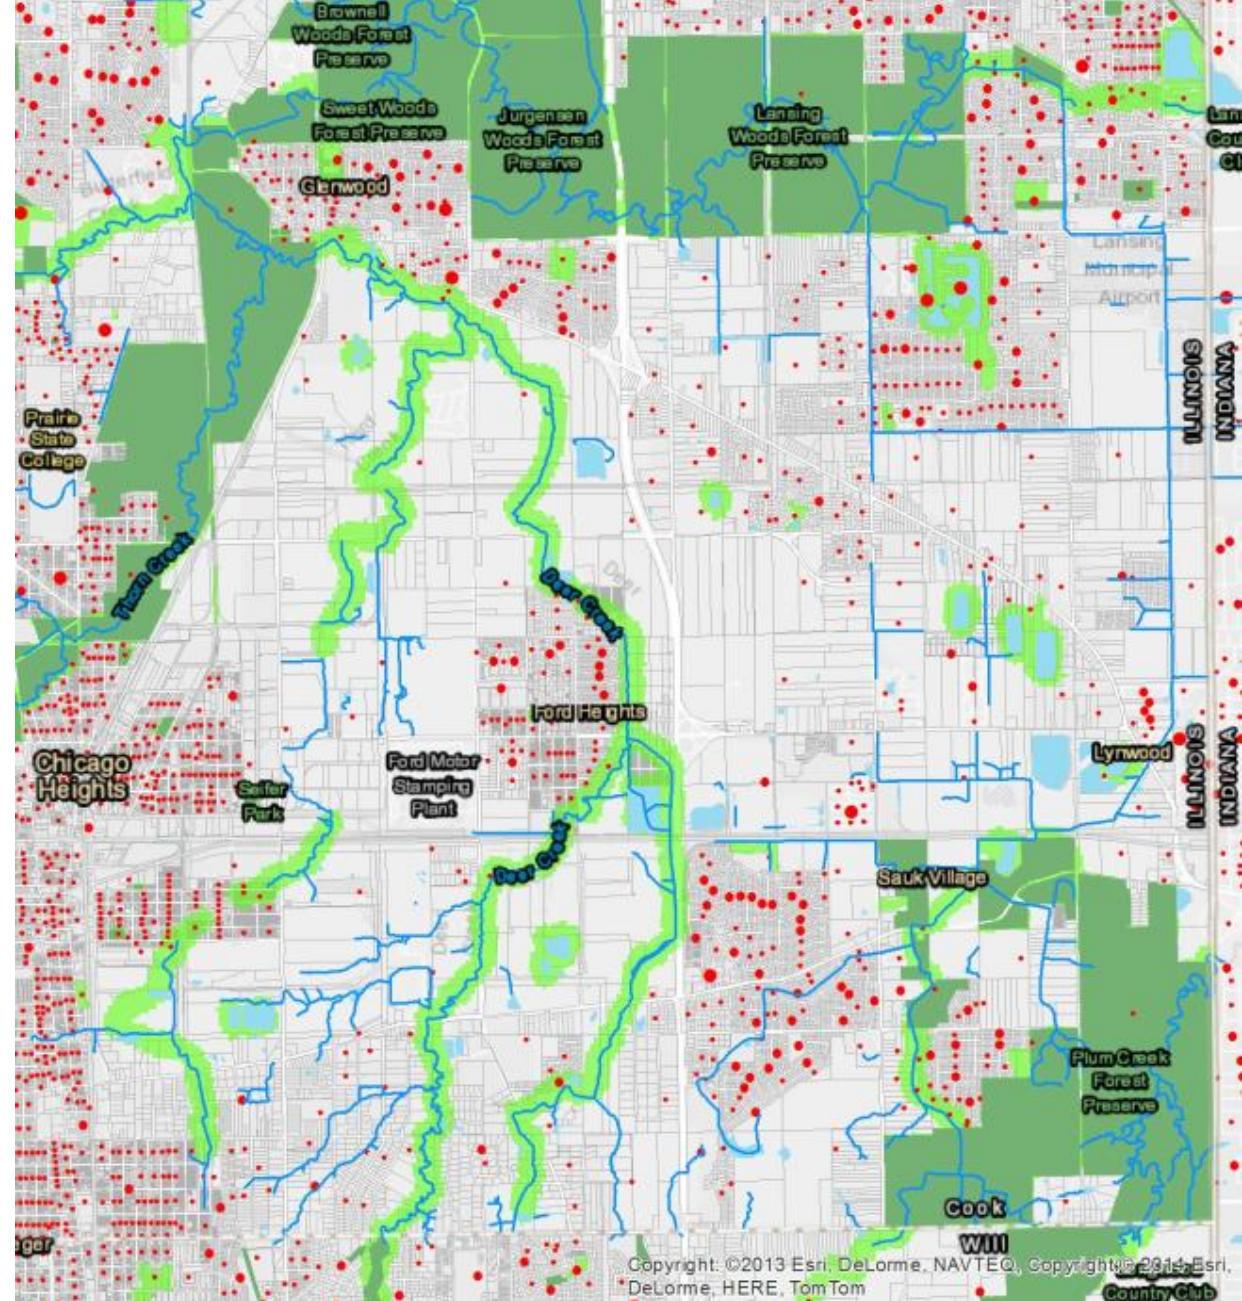 Brownell
Woods Forest
Preserve
Sweet Woods
Forest Preserve
Jurgensen
Woods Forest
Preserve
Lansing
Woods Forest
Preserve
Glenwood
Lansing
Municipal
Airport
ILLINOIS
INDIANA
Prairie
State
College
Thorn Creek
Deer Creek
Deer
Ford Heights
Chicago
Heights
Seifer
Park
Ford Motor
Stamping
Plant
Lynwood
ILLINOIS
INDIANA
Deer Creek
Sauk Village
Plum Creek
Forest
Preserve
Cook
Will
Copyright: ©2013 Esri, DeLorme, NAVTEQ, Copyright:© 2014 Esri,
DeLorme, HERE, TomTom
Country Club